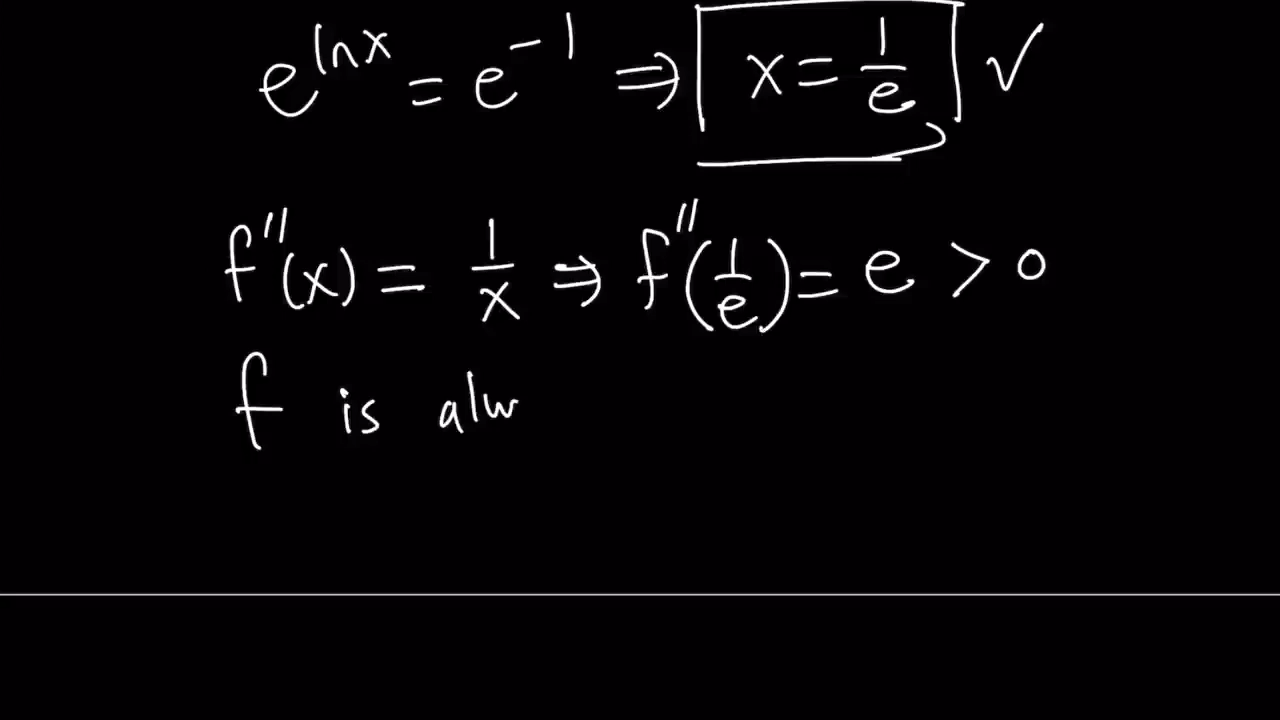 e^{ln x} = e^{-1} ⇒ x = 1/e ✓
f''(x) = 1/x ⇒ f''(1/e) = e > 0
f is alw